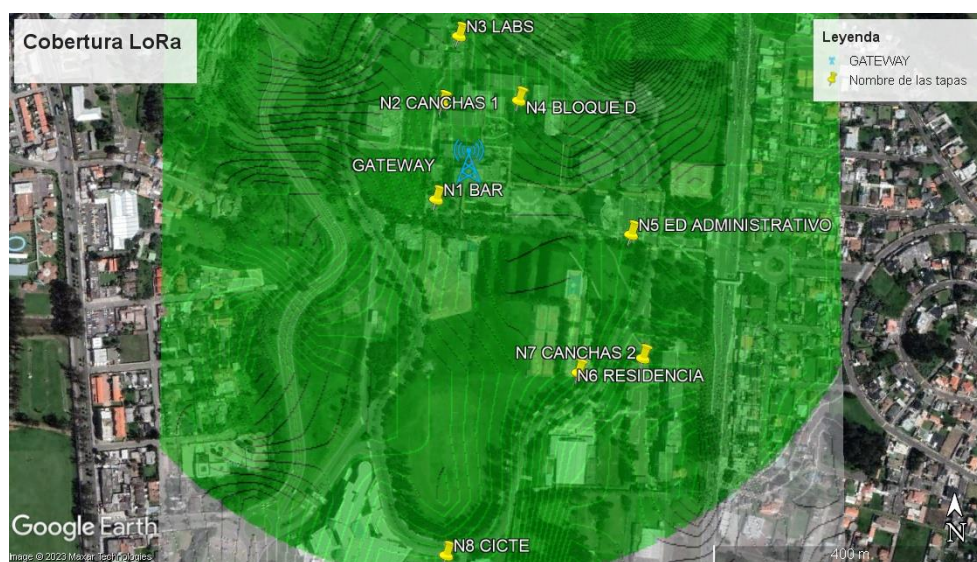 Cobertura LoRa
Leyenda
GATEWAY
Nombre de las tapas
N3 LABS
N2 CANCHAS 1
N4 BLOQUE D
GATEWAY
N1 BAR
N5 ED ADMINISTRATIVO
N7 CANCHAS 2
N6 RESIDENCIA
N8 CICTE
Google Earth
Image © 2023 Maxar Technologies
400 m
N